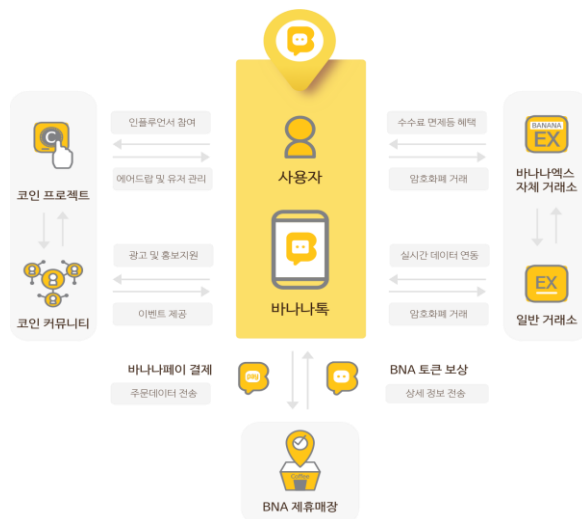 인플루언서 참여
수수료 면제등 혜택
C
BANANA
EX
코인 프로젝트
에어드랍 및 유저 관리
사용자
암호화폐 거래
바나나엑스
자체 거래소
광고 및 홍보지원
실시간 데이터 연동
EX
코인 커뮤니티
이벤트 제공
바나나톡
암호화폐 거래
일반 거래소
바나나페이 결제
PAY
BNA 토큰 보상
주문데이터 전송
상세 정보 전송
Coffee
BNA 제휴매장